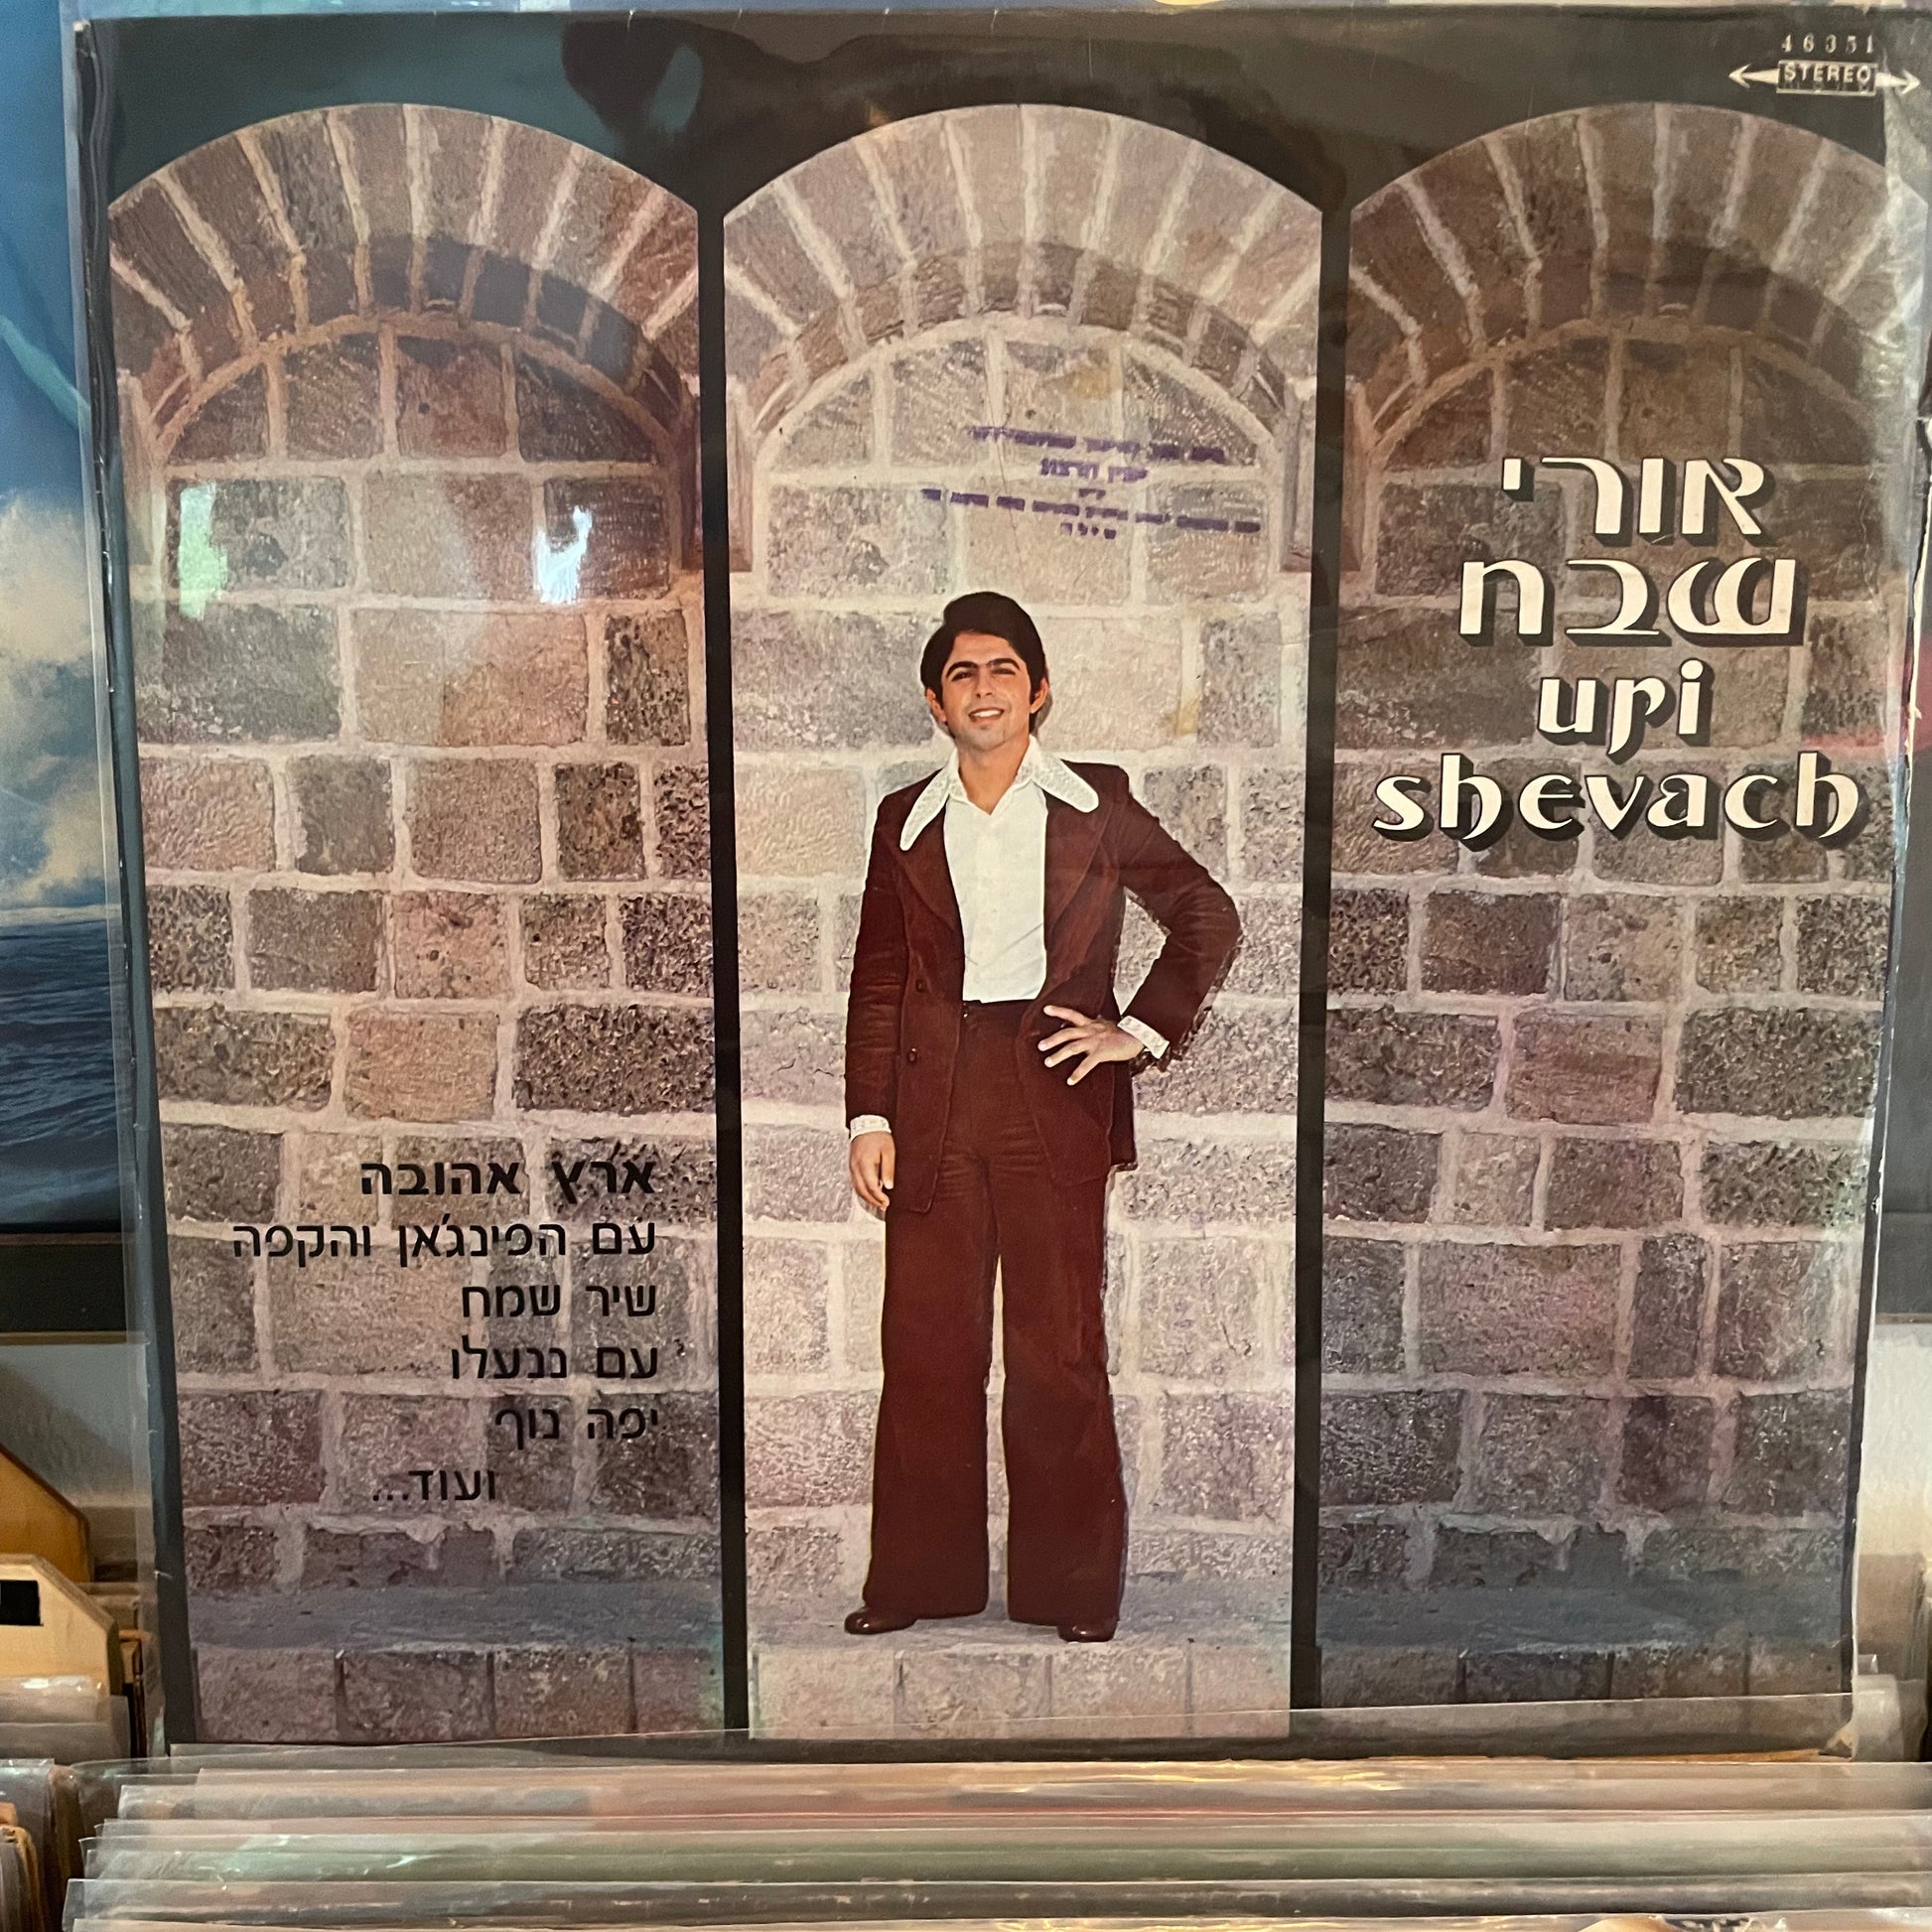 46351
STEREO
אורי
שבח
uri
shevach
ארץ אהובה
עם הפינג'אן והקפה
שיר שמח
עם ננעלו
יפה נוף
ועוד...